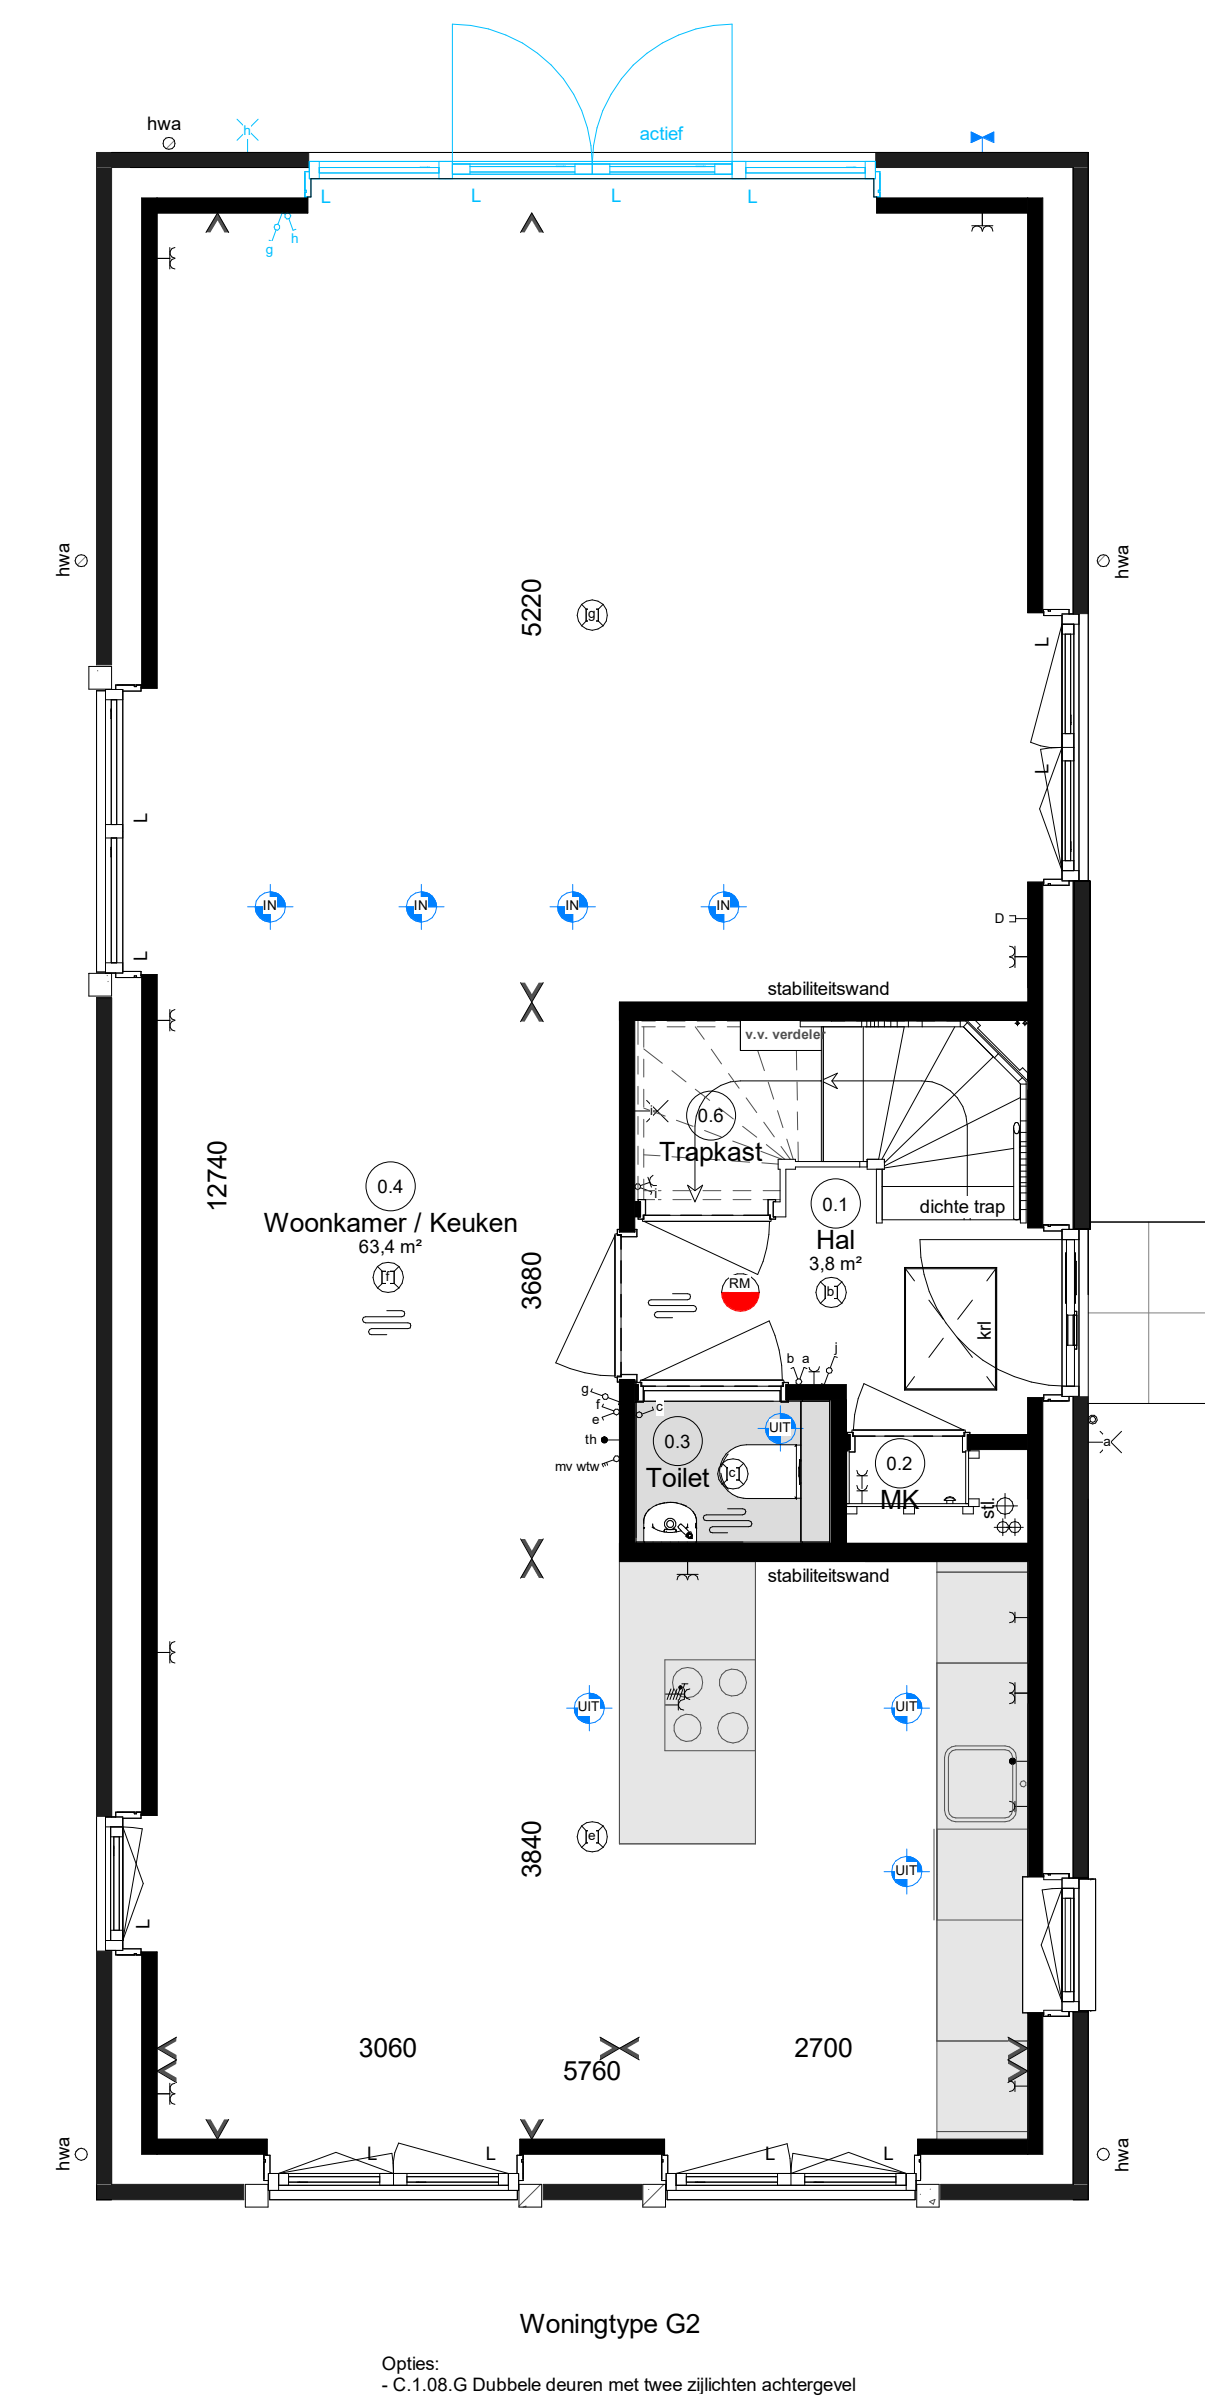 hwa
h
actief
L
L
L
L
g
h
hwa
hwa
5220
g
L
L
L
L
IN
IN
IN
IN
D
stabiliteitswand
v.v. verdeler
0.6
Trapkast
i
i
12740
0.4
Woonkamer / Keuken
63,4 m²
f
3680
0.1
Hal
3,8 m²
b
dichte trap
RM
krl
b a
j
g
f
e
c
th
mv wtw
0.3
Toilet
c
UIT
0.2
MK
stl.
a
stabiliteitswand
UIT
UIT
UIT
3840
e
L
3060
5760
2700
hwa
hwa
L
L
L
L
Woningtype G2
Opties:
- C.1.08.G Dubbele deuren met twee zijlichten achtergevel